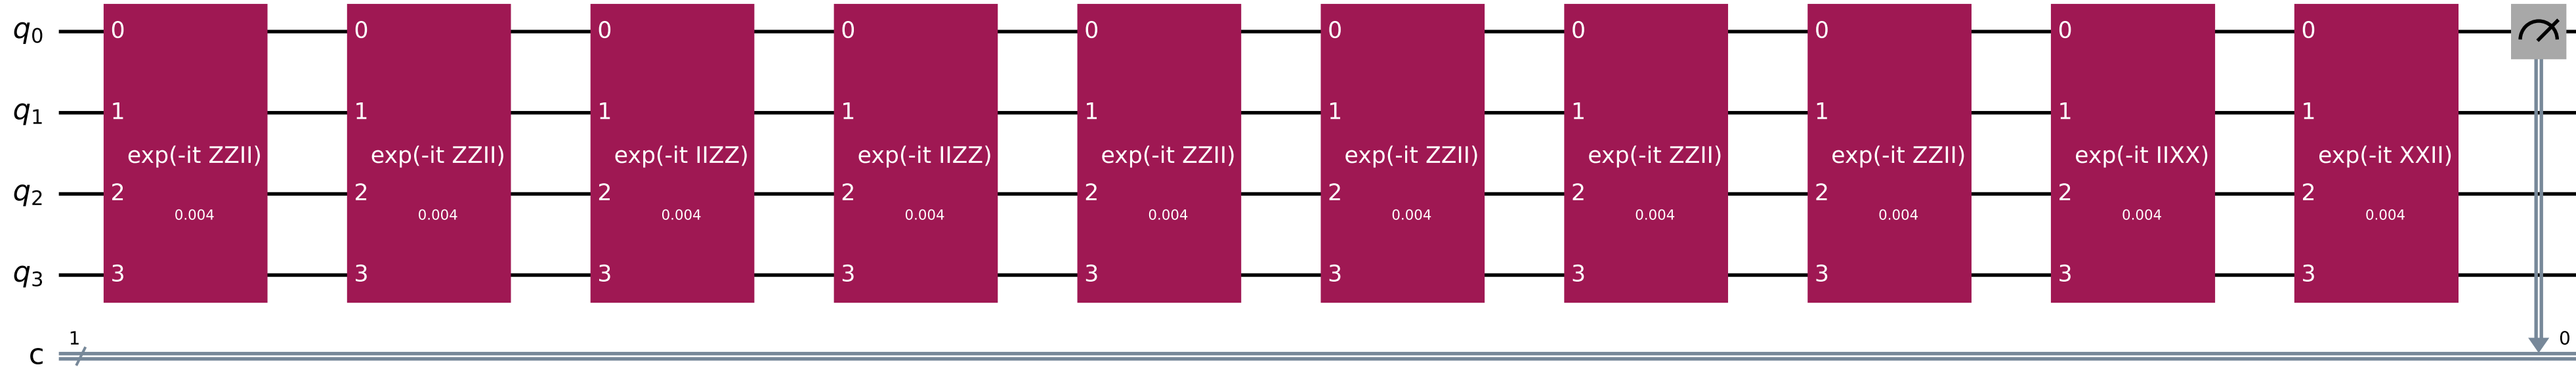 q0 0 0 0 0 0 0 0 0 0 0
q1 1 1 1 1 1 1 1 1 1 1
exp(-it ZZII) exp(-it ZZII) exp(-it IIZZ) exp(-it IIZZ) exp(-it ZZII) exp(-it ZZII) exp(-it ZZII) exp(-it ZZII) exp(-it IIXX) exp(-it XXII)
q2 2 2 2 2 2 2 2 2 2 2
0.004 0.004 0.004 0.004 0.004 0.004 0.004 0.004 0.004 0.004
q3 3 3 3 3 3 3 3 3 3 3
1 0
c